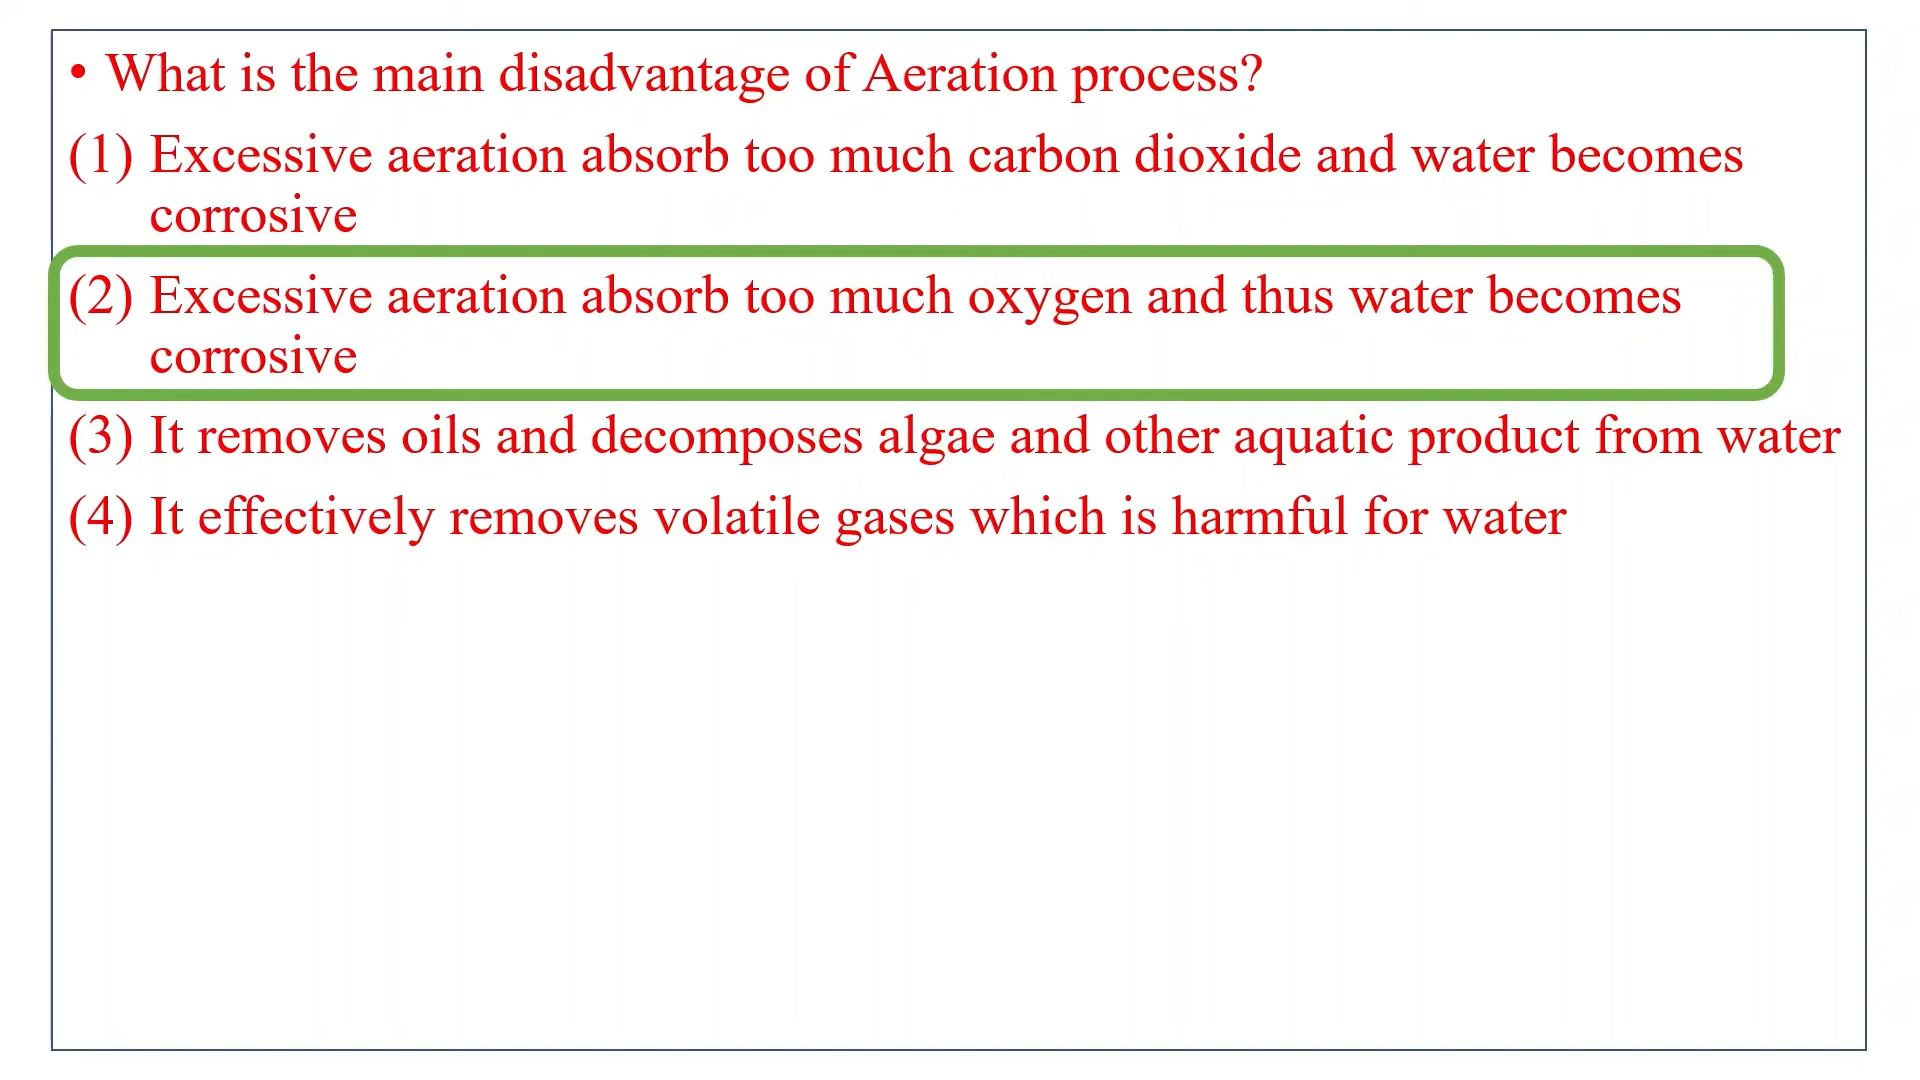 • What is the main disadvantage of Aeration process?
(1) Excessive aeration absorb too much carbon dioxide and water becomes
corrosive
(2) Excessive aeration absorb too much oxygen and thus water becomes
corrosive
(3) It removes oils and decomposes algae and other aquatic product from water
(4) It effectively removes volatile gases which is harmful for water